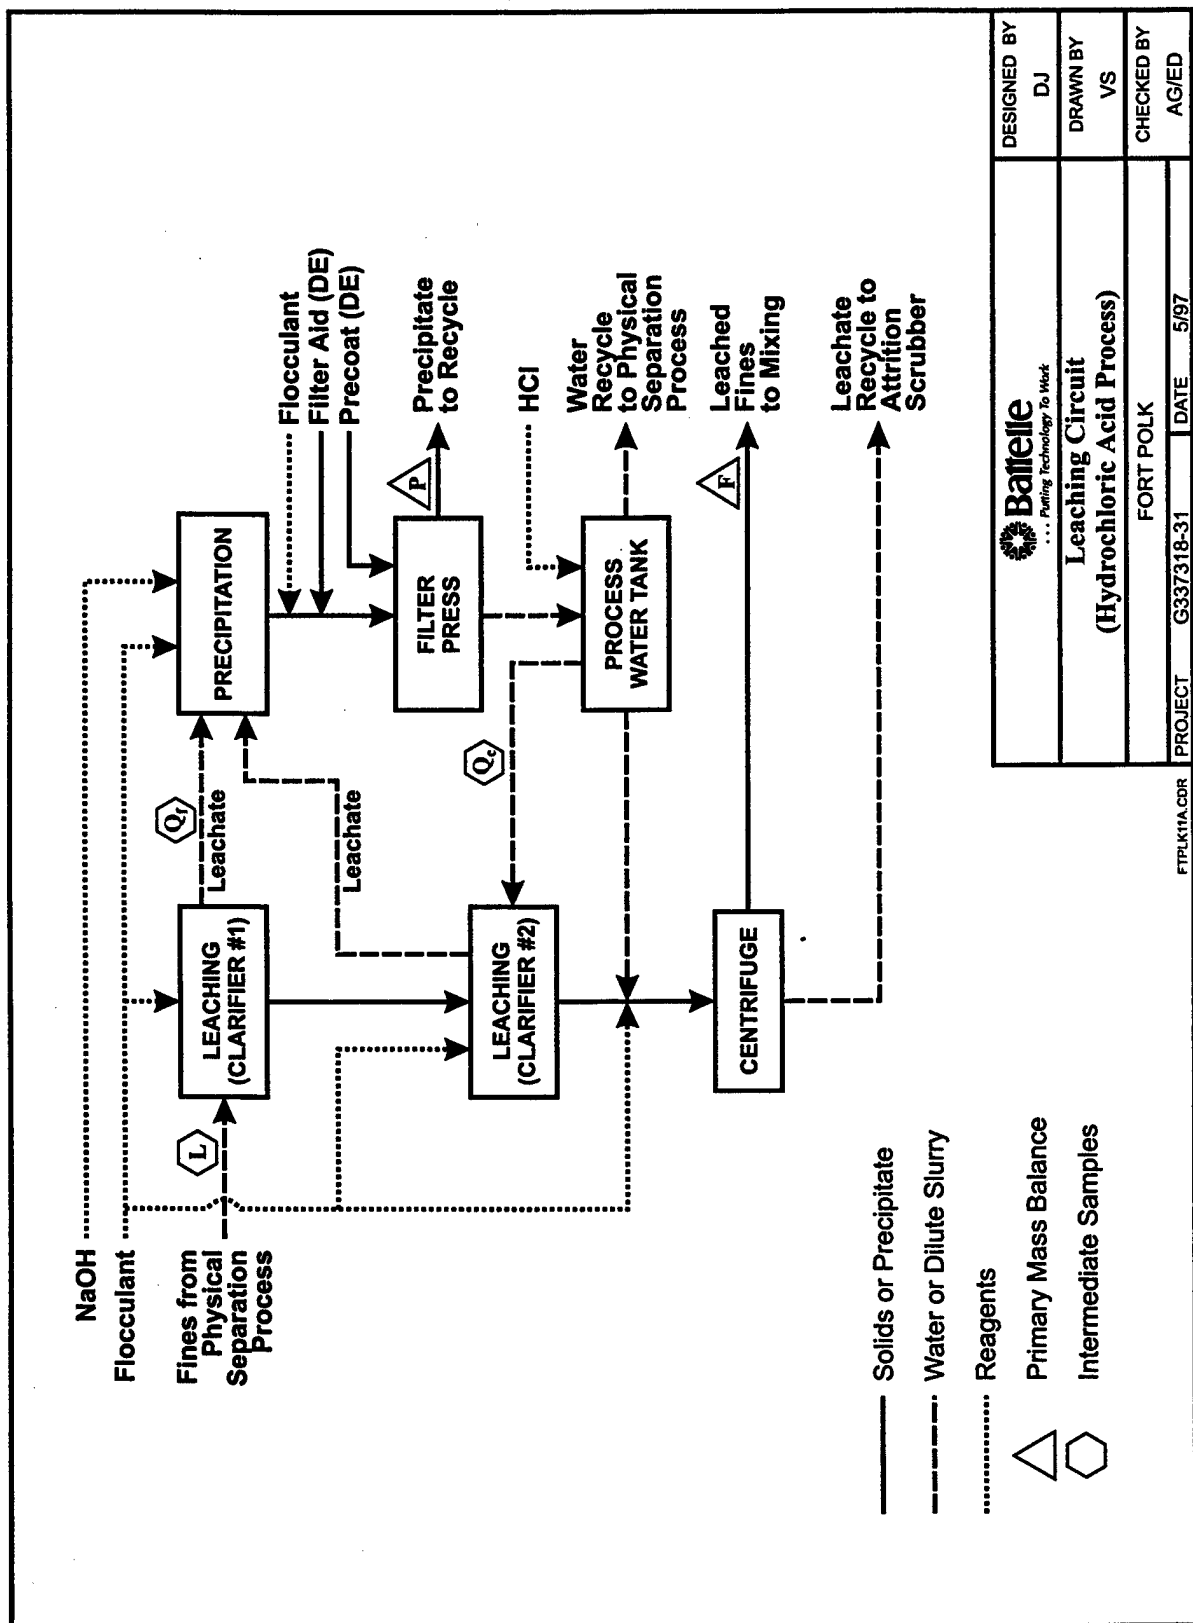 NaOH
Flocculant
Fines from
Physical
Separation
Process
L
LEACHING
(CLARIFIER #1)
Qf
Leachate
PRECIPITATION
Flocculant
Filter Aid (DE)
Precoat (DE)
Leachate
FILTER
PRESS
P
Precipitate
to Recycle
HCl
LEACHING
(CLARIFIER #2)
Qc
PROCESS
WATER TANK
Water
Recycle
to Physical
Separation
Process
CENTRIFUGE
F
Leached
Fines
to Mixing
Leachate
Recycle to
Attrition
Scrubber
Solids or Precipitate
Water or Dilute Slurry
Reagents
Primary Mass Balance
Intermediate Samples
Battelle
... Putting Technology To Work
Leaching Circuit
(Hydrochloric Acid Process)
FORT POLK
PROJECT G337318-31 DATE 5/97
DESIGNED BY
DJ
DRAWN BY
VS
CHECKED BY
AG/ED
FTPLK11A.CDR